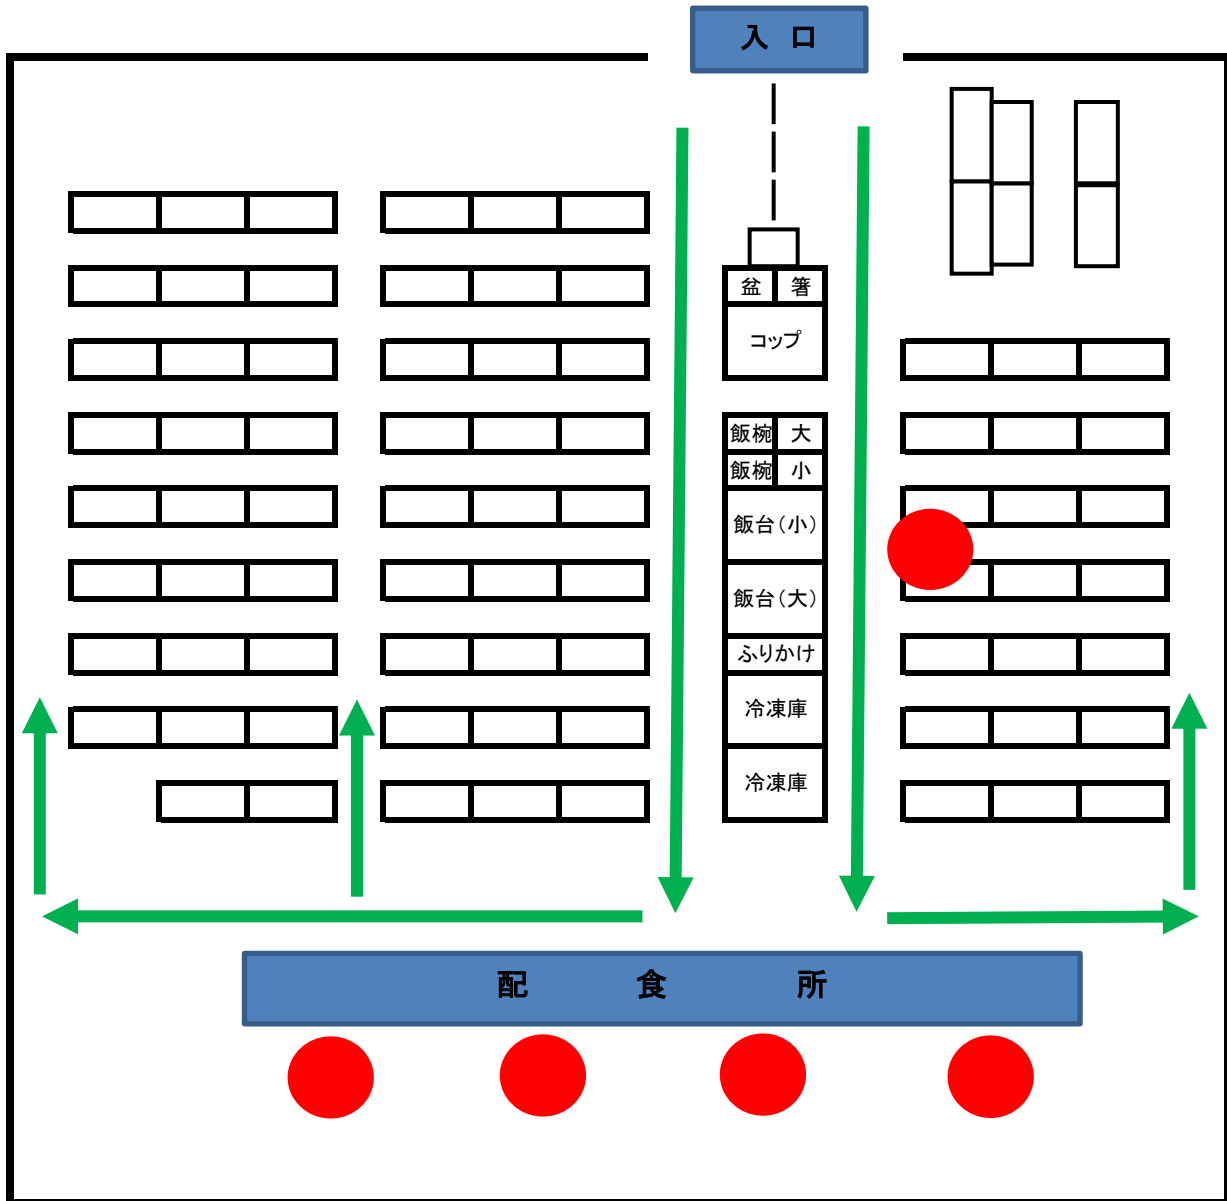 入 口
盆 箸
コップ
飯椀 大
飯椀 小
飯台(小)
飯台(大)
ふりかけ
冷凍庫
冷凍庫
配 食 所